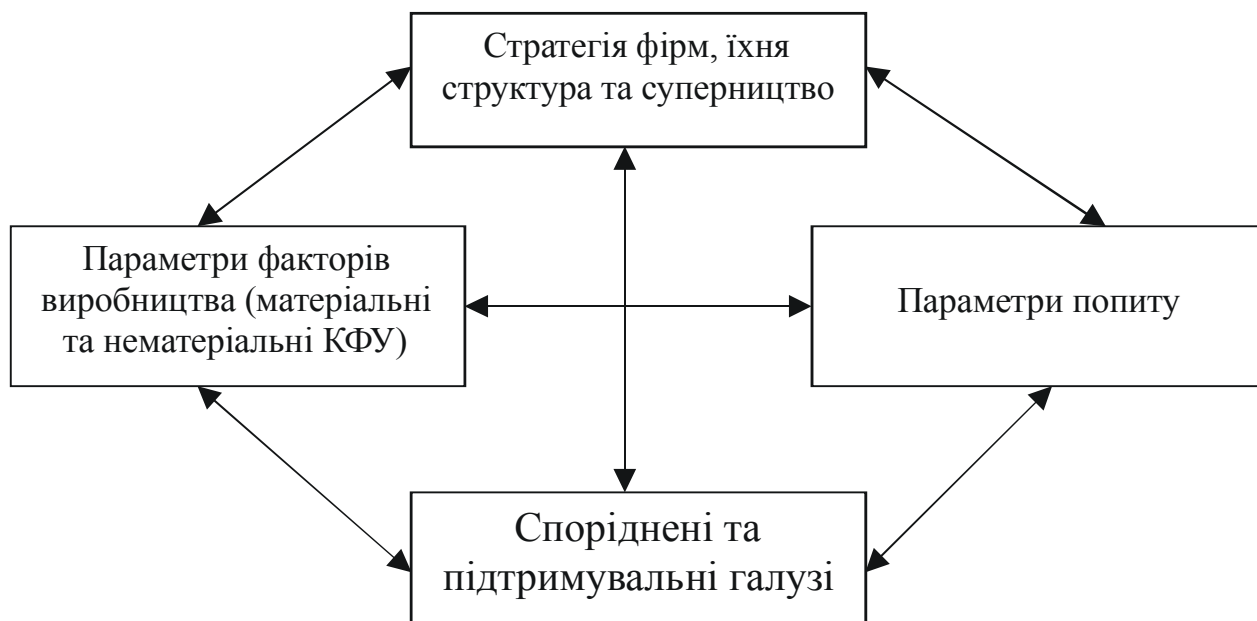 Стратегія фірм, їхня
структура та суперництво
Параметри факторів
виробництва (матеріальні
та нематеріальні КФУ)
Параметри попиту
Споріднені та
підтримувальні галузі